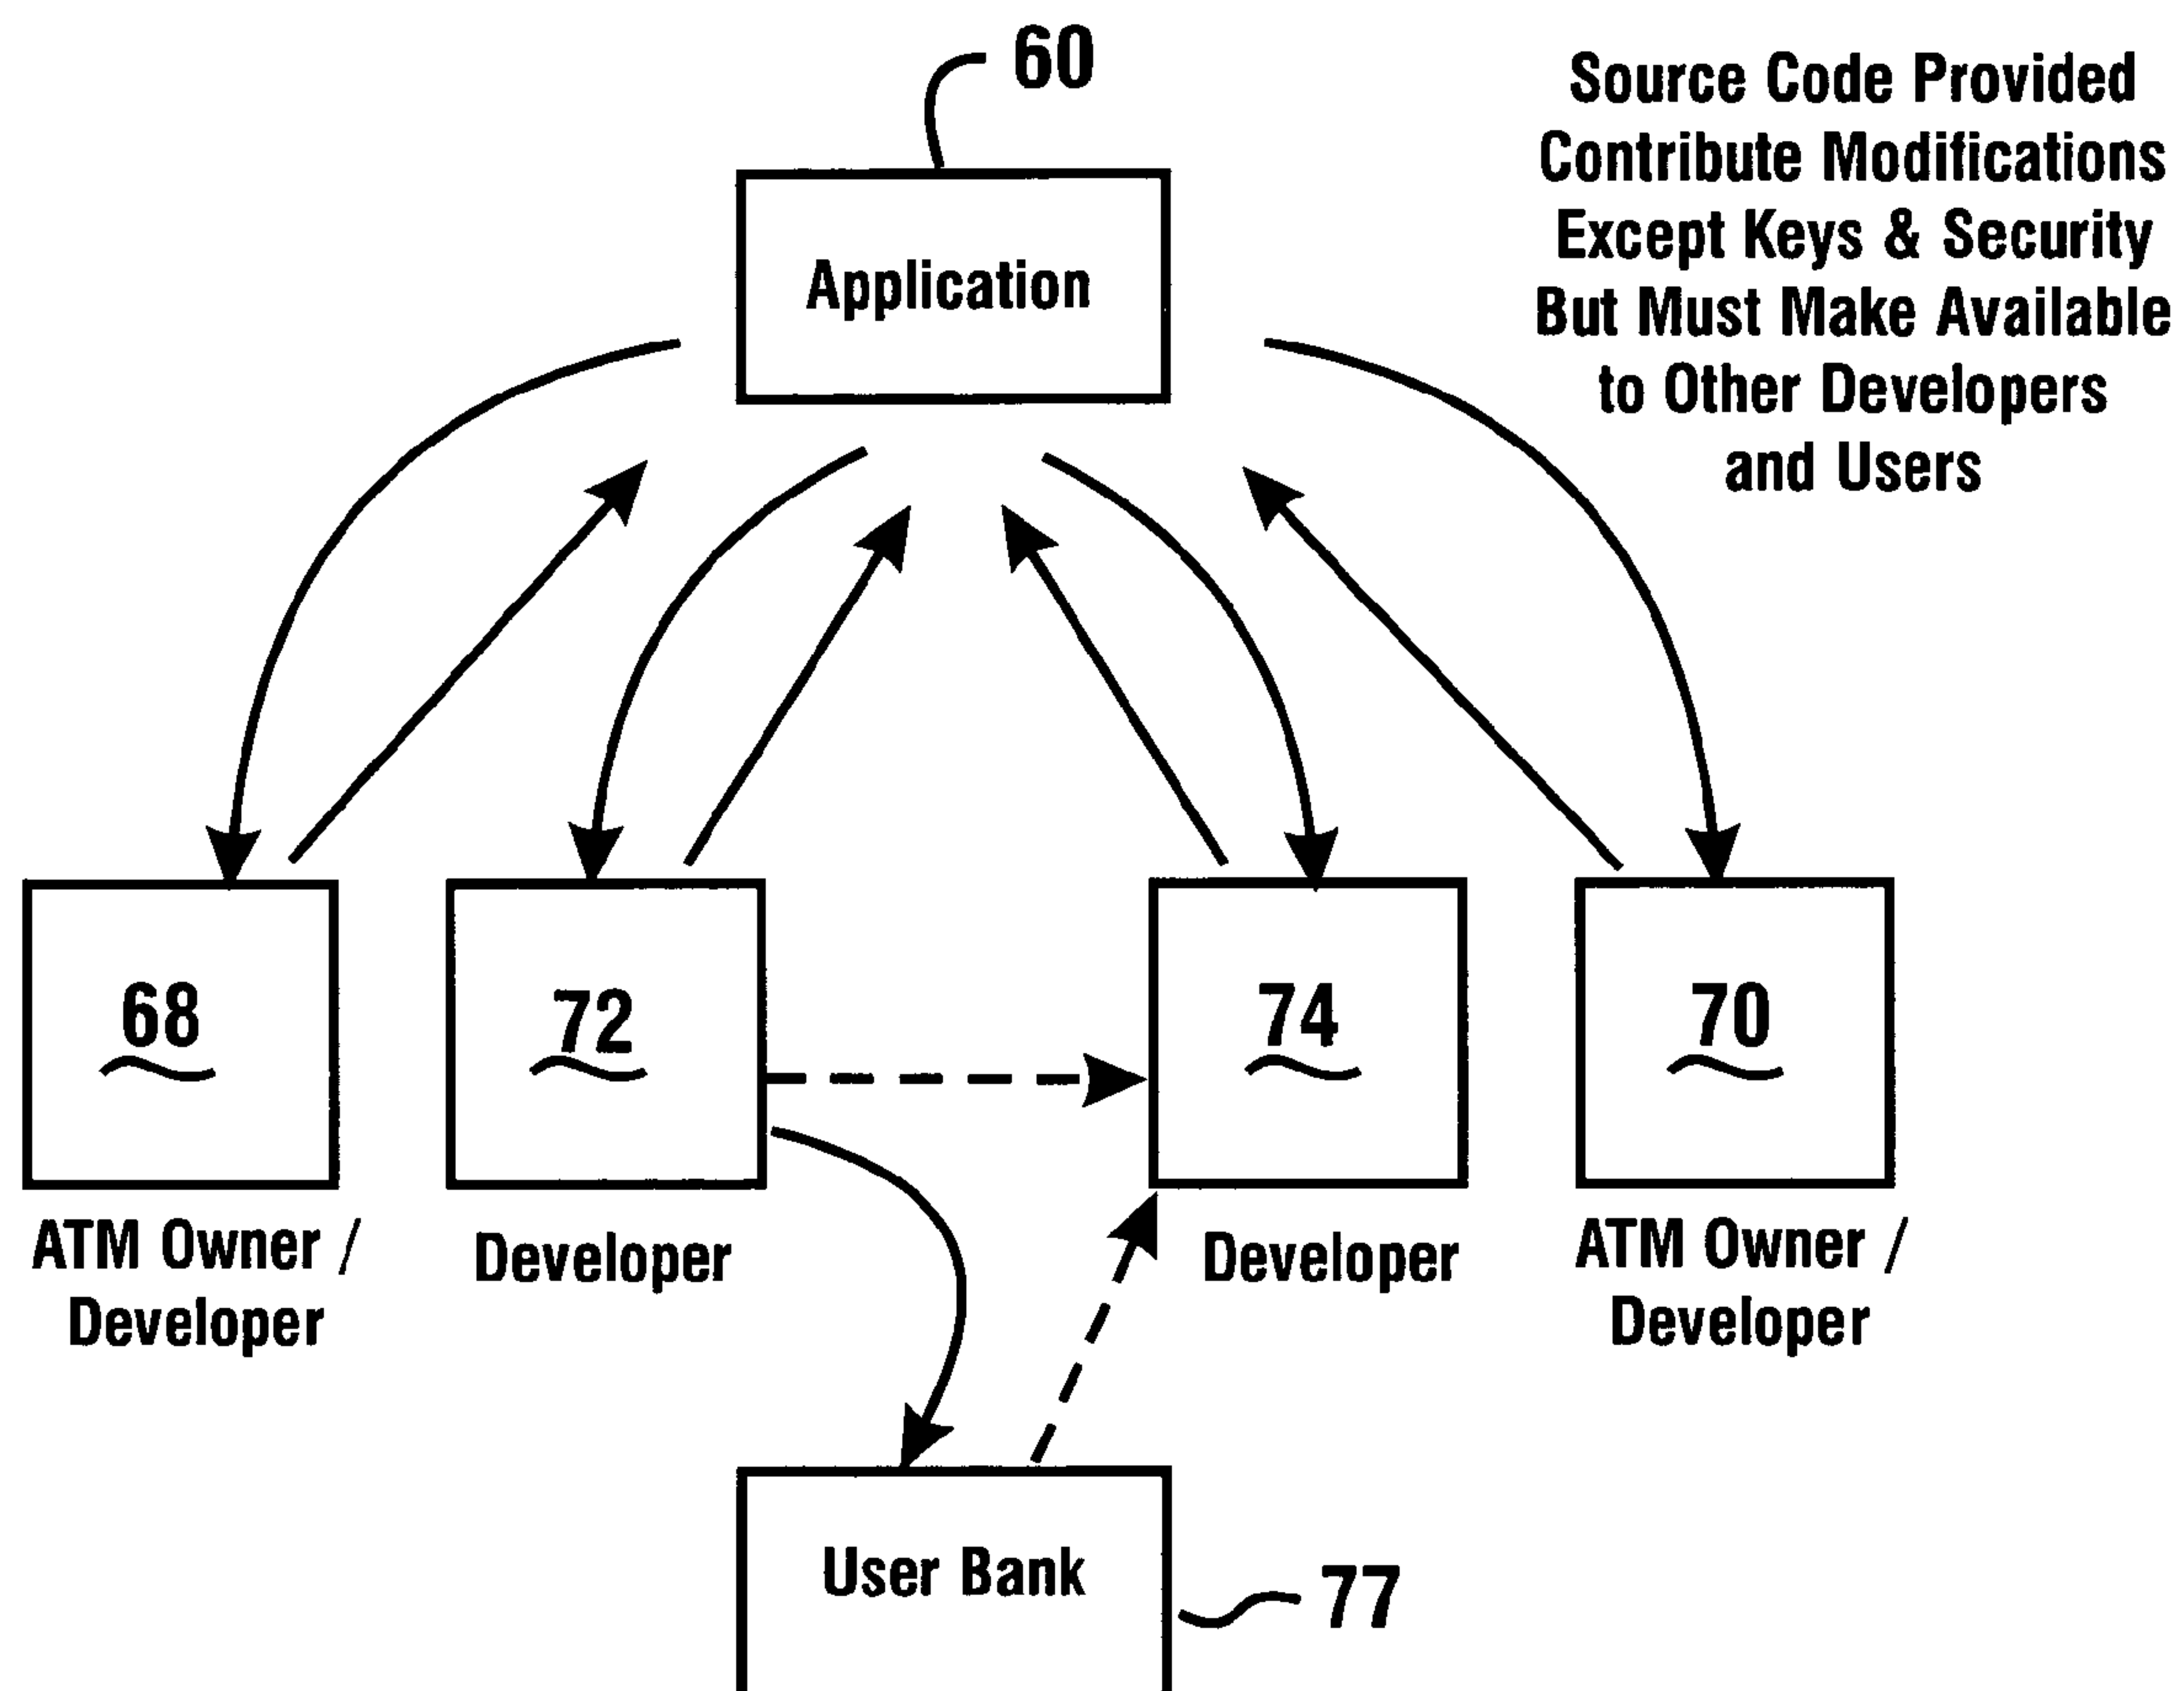 60
Source Code Provided
Contribute Modifications
Except Keys & Security
But Must Make Available
to Other Developers
and Users
Application
68
72
74
70
ATM Owner /
Developer
Developer
Developer
ATM Owner /
Developer
User Bank
77